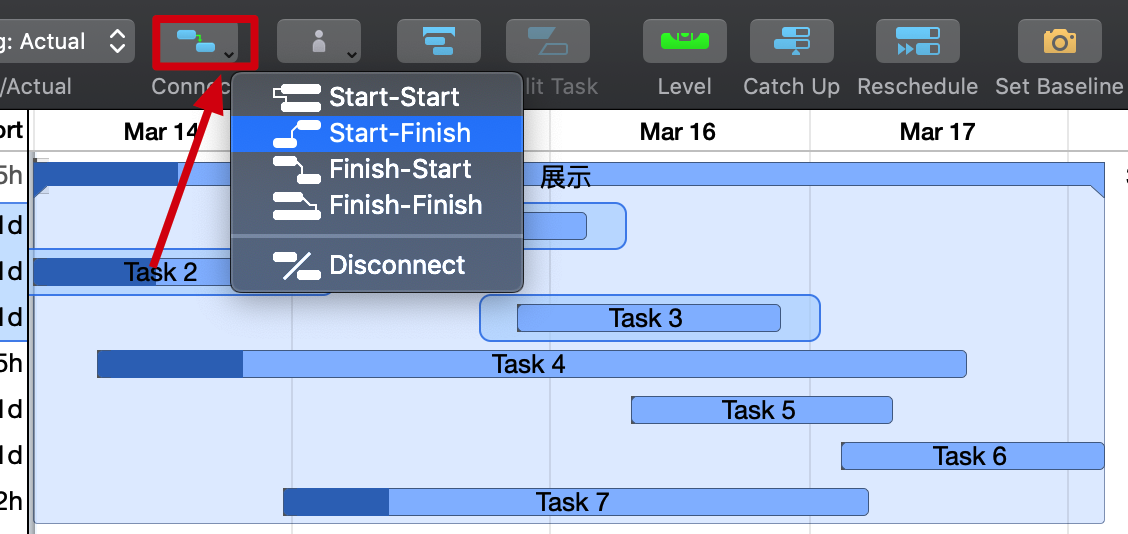 g: Actual
/Actual
Connec
lit Task
Level
Catch Up
Reschedule
Set Baseline
Start-Start
Start-Finish
Finish-Start
Finish-Finish
Disconnect
ort
Mar 14
Mar 16
Mar 17
5h
展示
1d
1d
Task 2
1d
Task 3
5h
Task 4
1d
Task 5
1d
Task 6
2h
Task 7